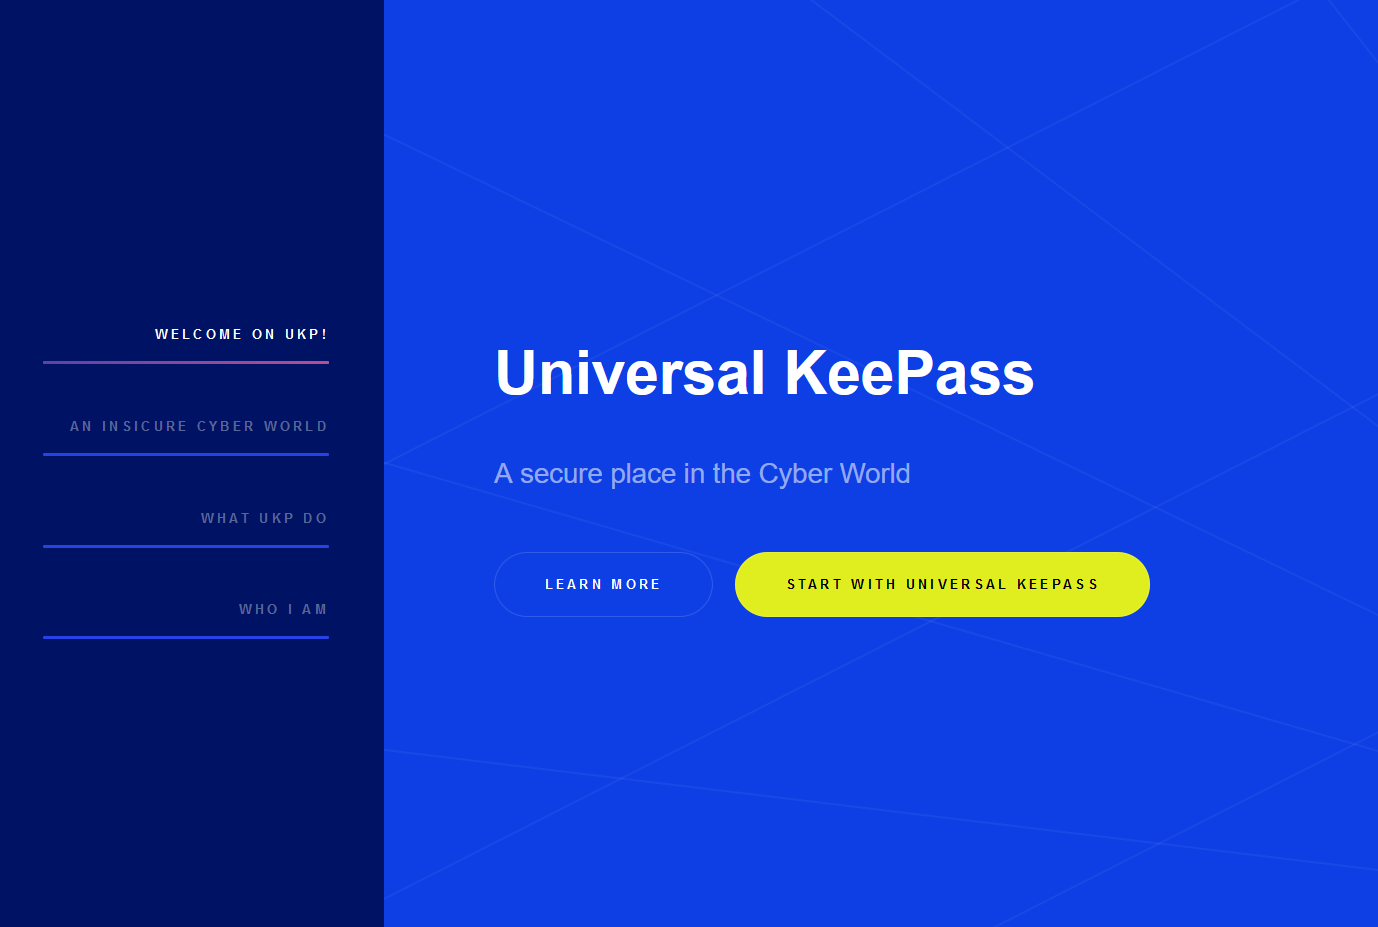 WELCOME ON UKP!
AN INSICURE CYBER WORLD
WHAT UKP DO
WHO I AM
Universal KeePass
A secure place in the Cyber World
LEARN MORE
START WITH UNIVERSAL KEEPASS